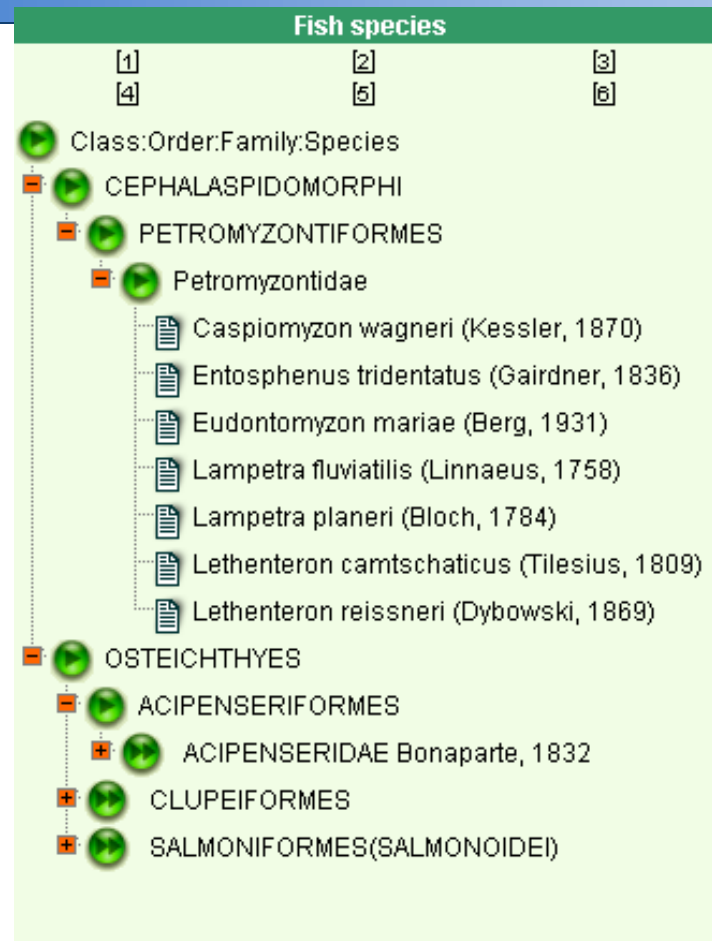 Fish species
[1] [2] [3]
[4] [5] [6]
Class:Order:Family:Species
CEPHALASPIDOMORPHI
PETROMYZONTIFORMES
Petromyzontidae
Caspiomyzon wagneri (Kessler, 1870)
Entosphenus tridentatus (Gairdner, 1836)
Eudontomyzon mariae (Berg, 1931)
Lampetra fluviatilis (Linnaeus, 1758)
Lampetra planeri (Bloch, 1784)
Lethenteron camtschaticus (Tilesius, 1809)
Lethenteron reissneri (Dybowski, 1869)
OSTEICHTHYES
ACIPENSERIFORMES
ACIPENSERIDAE Bonaparte, 1832
CLUPEIFORMES
SALMONIFORMES(SALMONOIDEI)